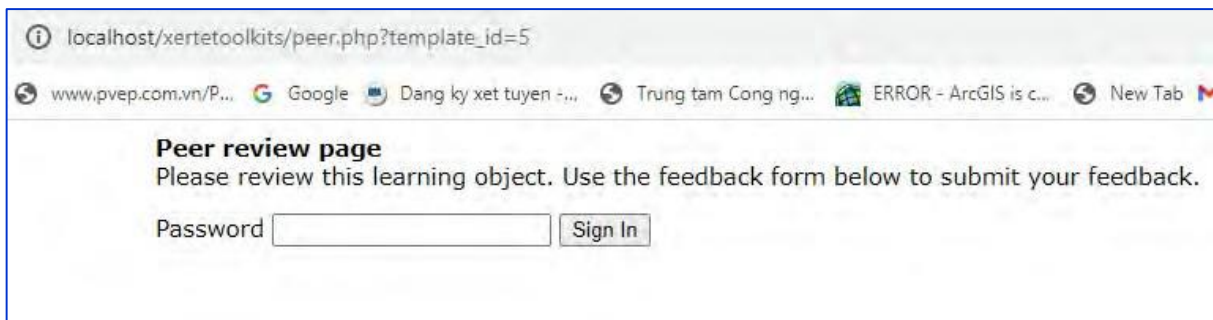 localhost/xertetoolkits/peer.php?template_id=5
www.pvep.com.vn/P... Google Dang ky xet tuyen -... Trung tam Cong ng... ERROR - ArcGIS is c... New Tab
Peer review page
Please review this learning object. Use the feedback form below to submit your feedback.
Password Sign In